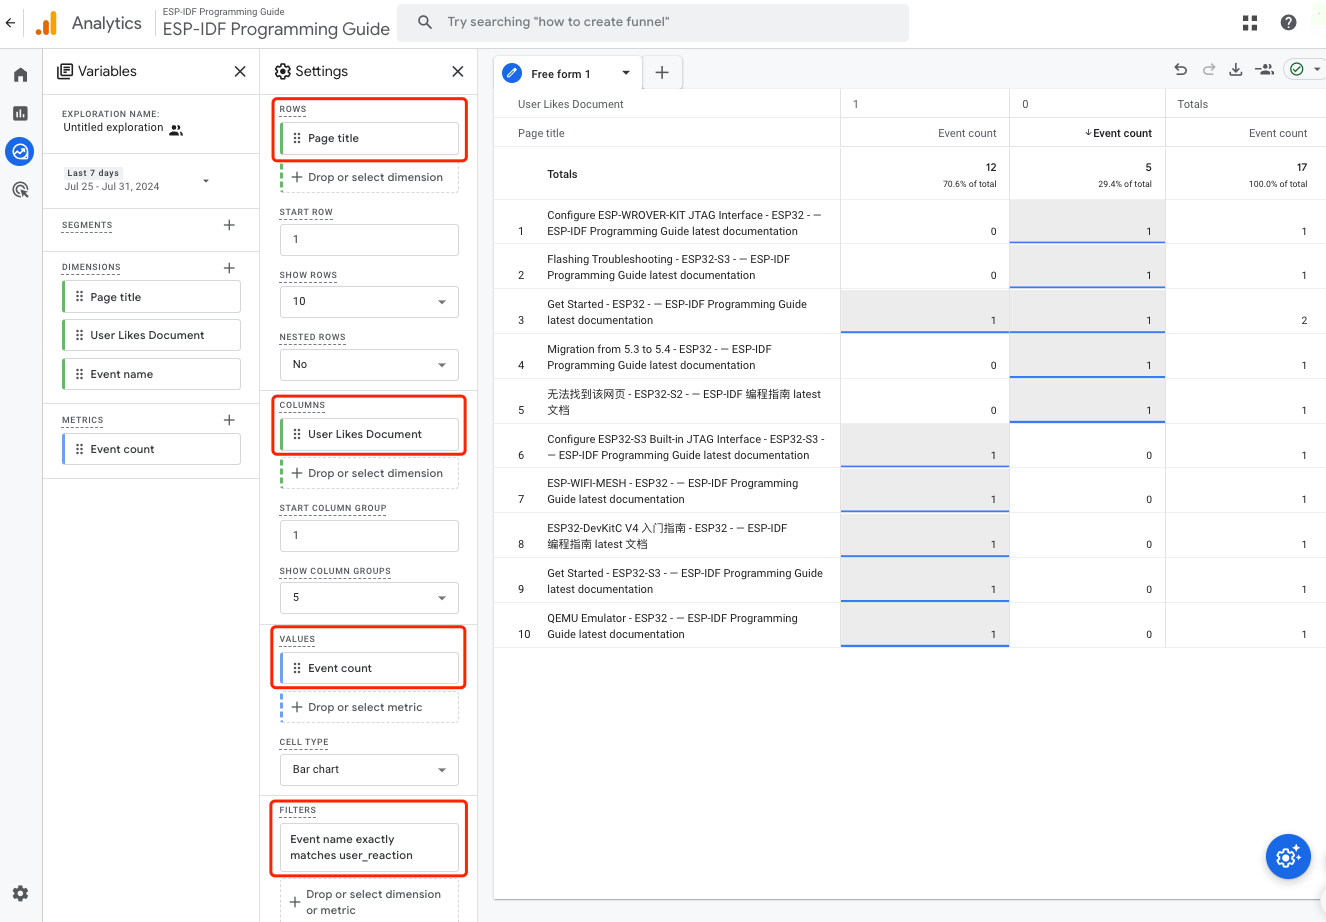 Analytics
ESP-IDF Programming Guide
ESP-IDF Programming Guide
Try searching "how to create funnel"
Variables
EXPLORATION NAME:
Untitled exploration
Last 7 days
Jul 25 - Jul 31, 2024
SEGMENTS
DIMENSIONS
Page title
User Likes Document
Event name
METRICS
Event count
Settings
ROWS
Page title
Drop or select dimension
START ROW
1
SHOW ROWS
10
NESTED ROWS
No
COLUMNS
User Likes Document
Drop or select dimension
START COLUMN GROUP
1
SHOW COLUMN GROUPS
5
VALUES
Event count
Drop or select metric
CELL TYPE
Bar chart
FILTERS
Event name exactly
matches user_reaction
Drop or select dimension
or metric
Free form 1
User Likes Document 1 0 Totals
Page title Event count Event count Event count
Totals 12 5 17
70.6% of total 29.4% of total 100.0% of total
Configure ESP-WROVER-KIT JTAG Interface - ESP32 - —
1 ESP-IDF Programming Guide latest documentation 0 1 1
Flashing Troubleshooting - ESP32-S3 - — ESP-IDF
2 Programming Guide latest documentation 0 1 1
Get Started - ESP32 - — ESP-IDF Programming Guide
3 latest documentation 1 1 2
Migration from 5.3 to 5.4 - ESP32 - — ESP-IDF
4 Programming Guide latest documentation 0 1 1
无法找到该网页 - ESP32-S2 - — ESP-IDF 编程指南 latest
5 文档 0 1 1
Configure ESP32-S3 Built-in JTAG Interface - ESP32-S3 -
6 — ESP-IDF Programming Guide latest documentation 1 0 1
ESP-WIFI-MESH - ESP32 - — ESP-IDF Programming
7 Guide latest documentation 1 0 1
ESP32-DevKitC V4 入门指南 - ESP32 - — ESP-IDF
8 编程指南 latest 文档 1 0 1
Get Started - ESP32-S3 - — ESP-IDF Programming Guide
9 latest documentation 1 0 1
QEMU Emulator - ESP32 - — ESP-IDF Programming
10 Guide latest documentation 1 0 1